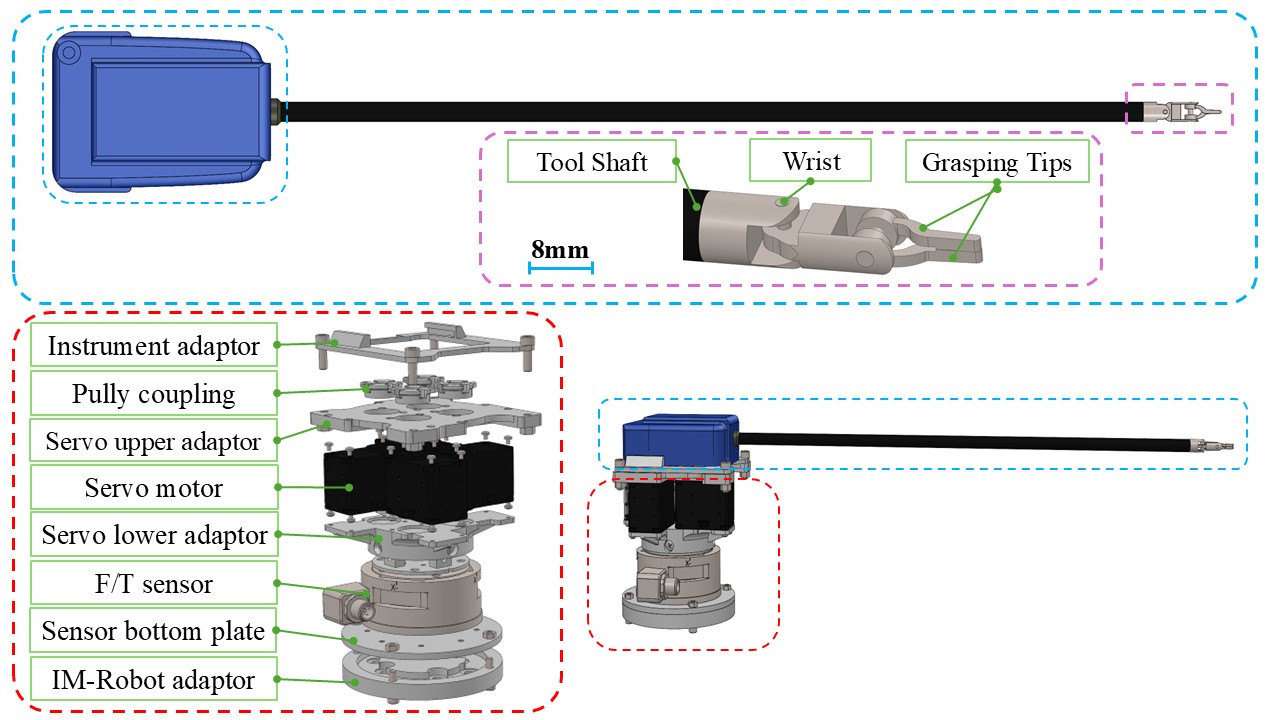 Tool Shaft
Wrist
Grasping Tips
8mm
Instrument adaptor
Pully coupling
Servo upper adaptor
Servo motor
Servo lower adaptor
F/T sensor
Sensor bottom plate
IM-Robot adaptor